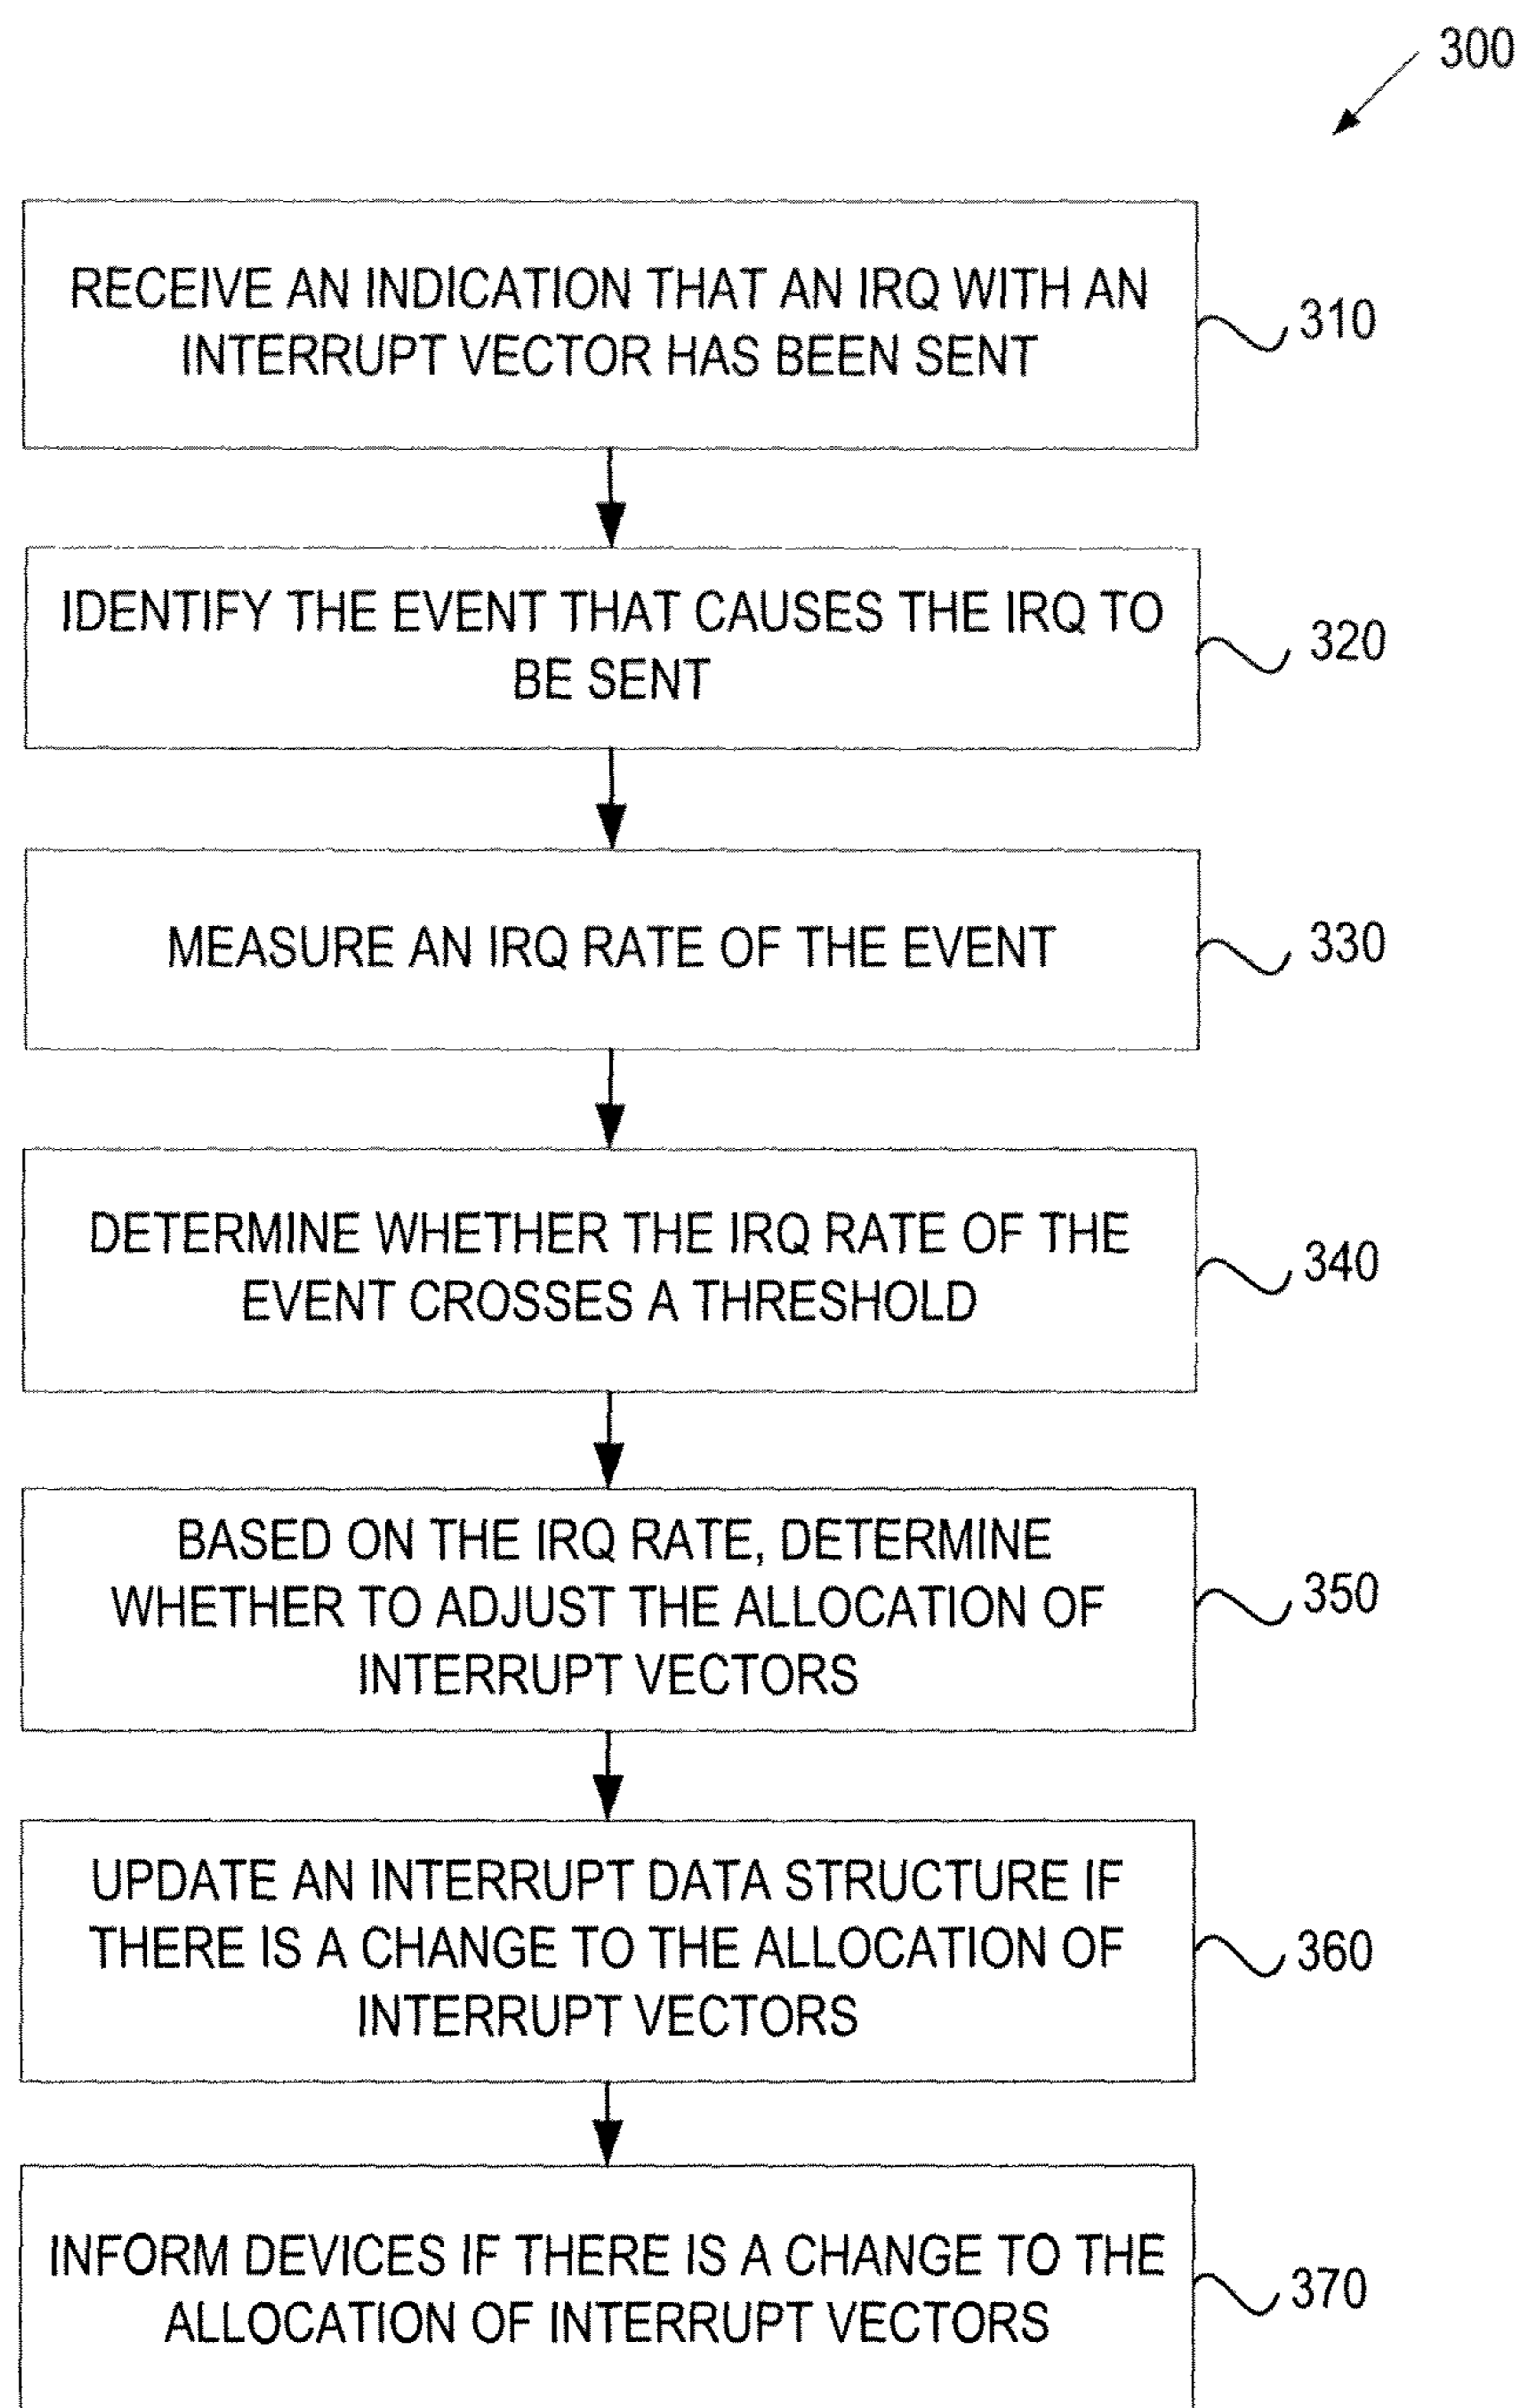 300
RECEIVE AN INDICATION THAT AN IRQ WITH AN
INTERRUPT VECTOR HAS BEEN SENT
310
IDENTIFY THE EVENT THAT CAUSES THE IRQ TO
BE SENT
320
MEASURE AN IRQ RATE OF THE EVENT
330
DETERMINE WHETHER THE IRQ RATE OF THE
EVENT CROSSES A THRESHOLD
340
BASED ON THE IRQ RATE, DETERMINE
WHETHER TO ADJUST THE ALLOCATION OF
INTERRUPT VECTORS
350
UPDATE AN INTERRUPT DATA STRUCTURE IF
THERE IS A CHANGE TO THE ALLOCATION OF
INTERRUPT VECTORS
360
INFORM DEVICES IF THERE IS A CHANGE TO THE
ALLOCATION OF INTERRUPT VECTORS
370